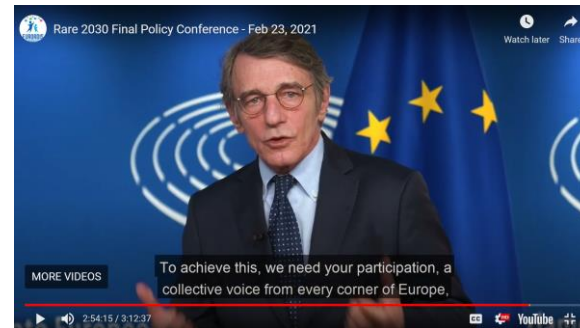 Rare 2030 Final Policy Conference - Feb 23, 2021
Watch later
Share
MORE VIDEOS
To achieve this, we need your participation, a
collective voice from every corner of Europe,
2:54:15 / 3:12:37
CC
YouTube